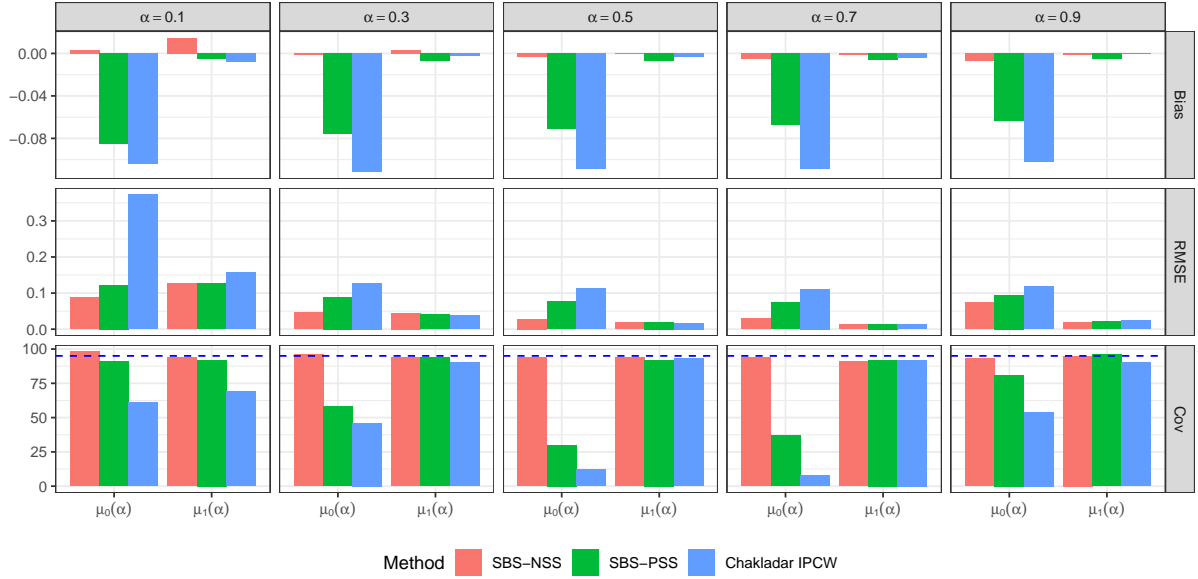 α = 0.1 α = 0.3 α = 0.5 α = 0.7 α = 0.9
0.00
−0.04
−0.08
Bias
0.3
0.2
0.1
0.0
RMSE
100
75
50
25
0
Cov
μ₀(α) μ₁(α) μ₀(α) μ₁(α) μ₀(α) μ₁(α) μ₀(α) μ₁(α) μ₀(α) μ₁(α)
Method SBS−NSS SBS−PSS Chakladar IPCW